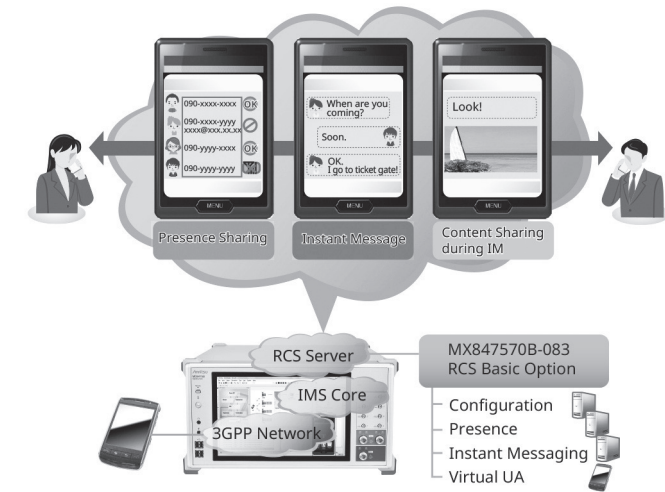 090-xxxx-xxxx OK
090-xxxx-yyyy
xxxx@xxx.xx.xx
090-yyyy-xxxx OK
090-yyyy-yyyy
MENU
When are you
coming?
Soon.
OK.
I go to ticket gate!
MENU
Look!
MENU
Presence Sharing
Instant Message
Content Sharing
during IM
RCS Server
IMS Core
3GPP Network
MX847570B-083
RCS Basic Option
Configuration
Presence
Instant Messaging
Virtual UA